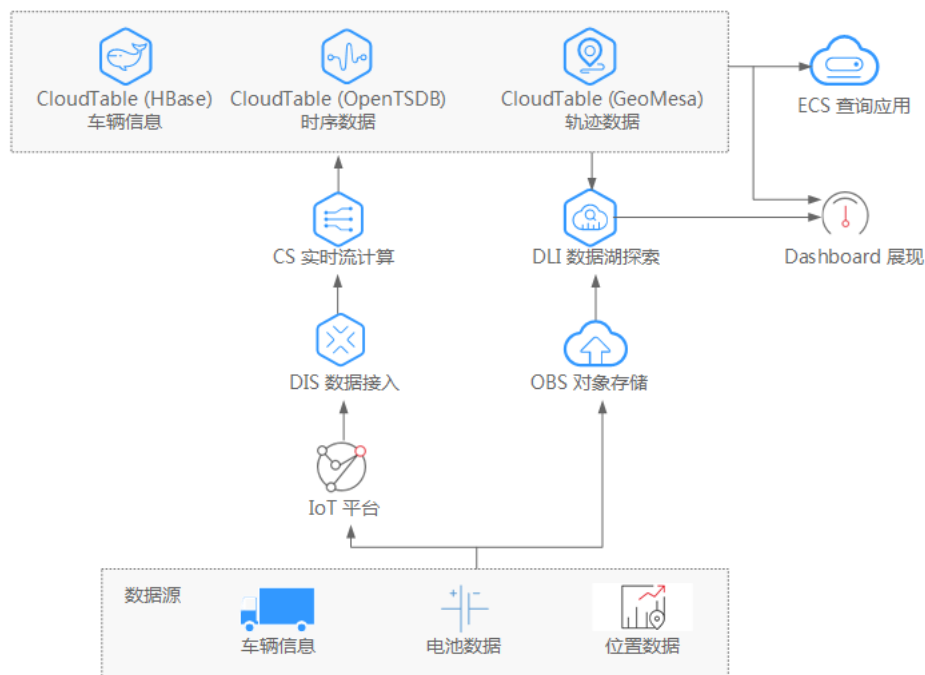 CloudTable (HBase)
车辆信息
CloudTable (OpenTSDB)
时序数据
CloudTable (GeoMesa)
轨迹数据
ECS 查询应用
CS 实时流计算
DLI 数据湖探索
Dashboard 展现
DIS 数据接入
OBS 对象存储
IoT 平台
数据源
车辆信息
电池数据
位置数据